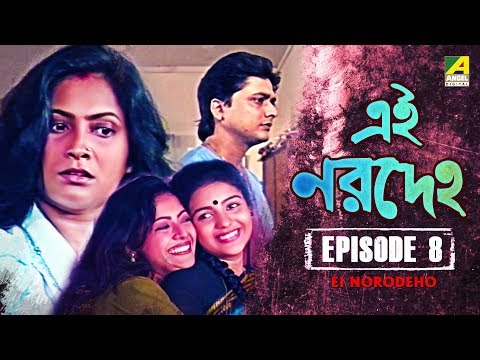 ANGEL
DIGITAL
এই
নরদেহ
EPISODE 8
EI NORODEHO